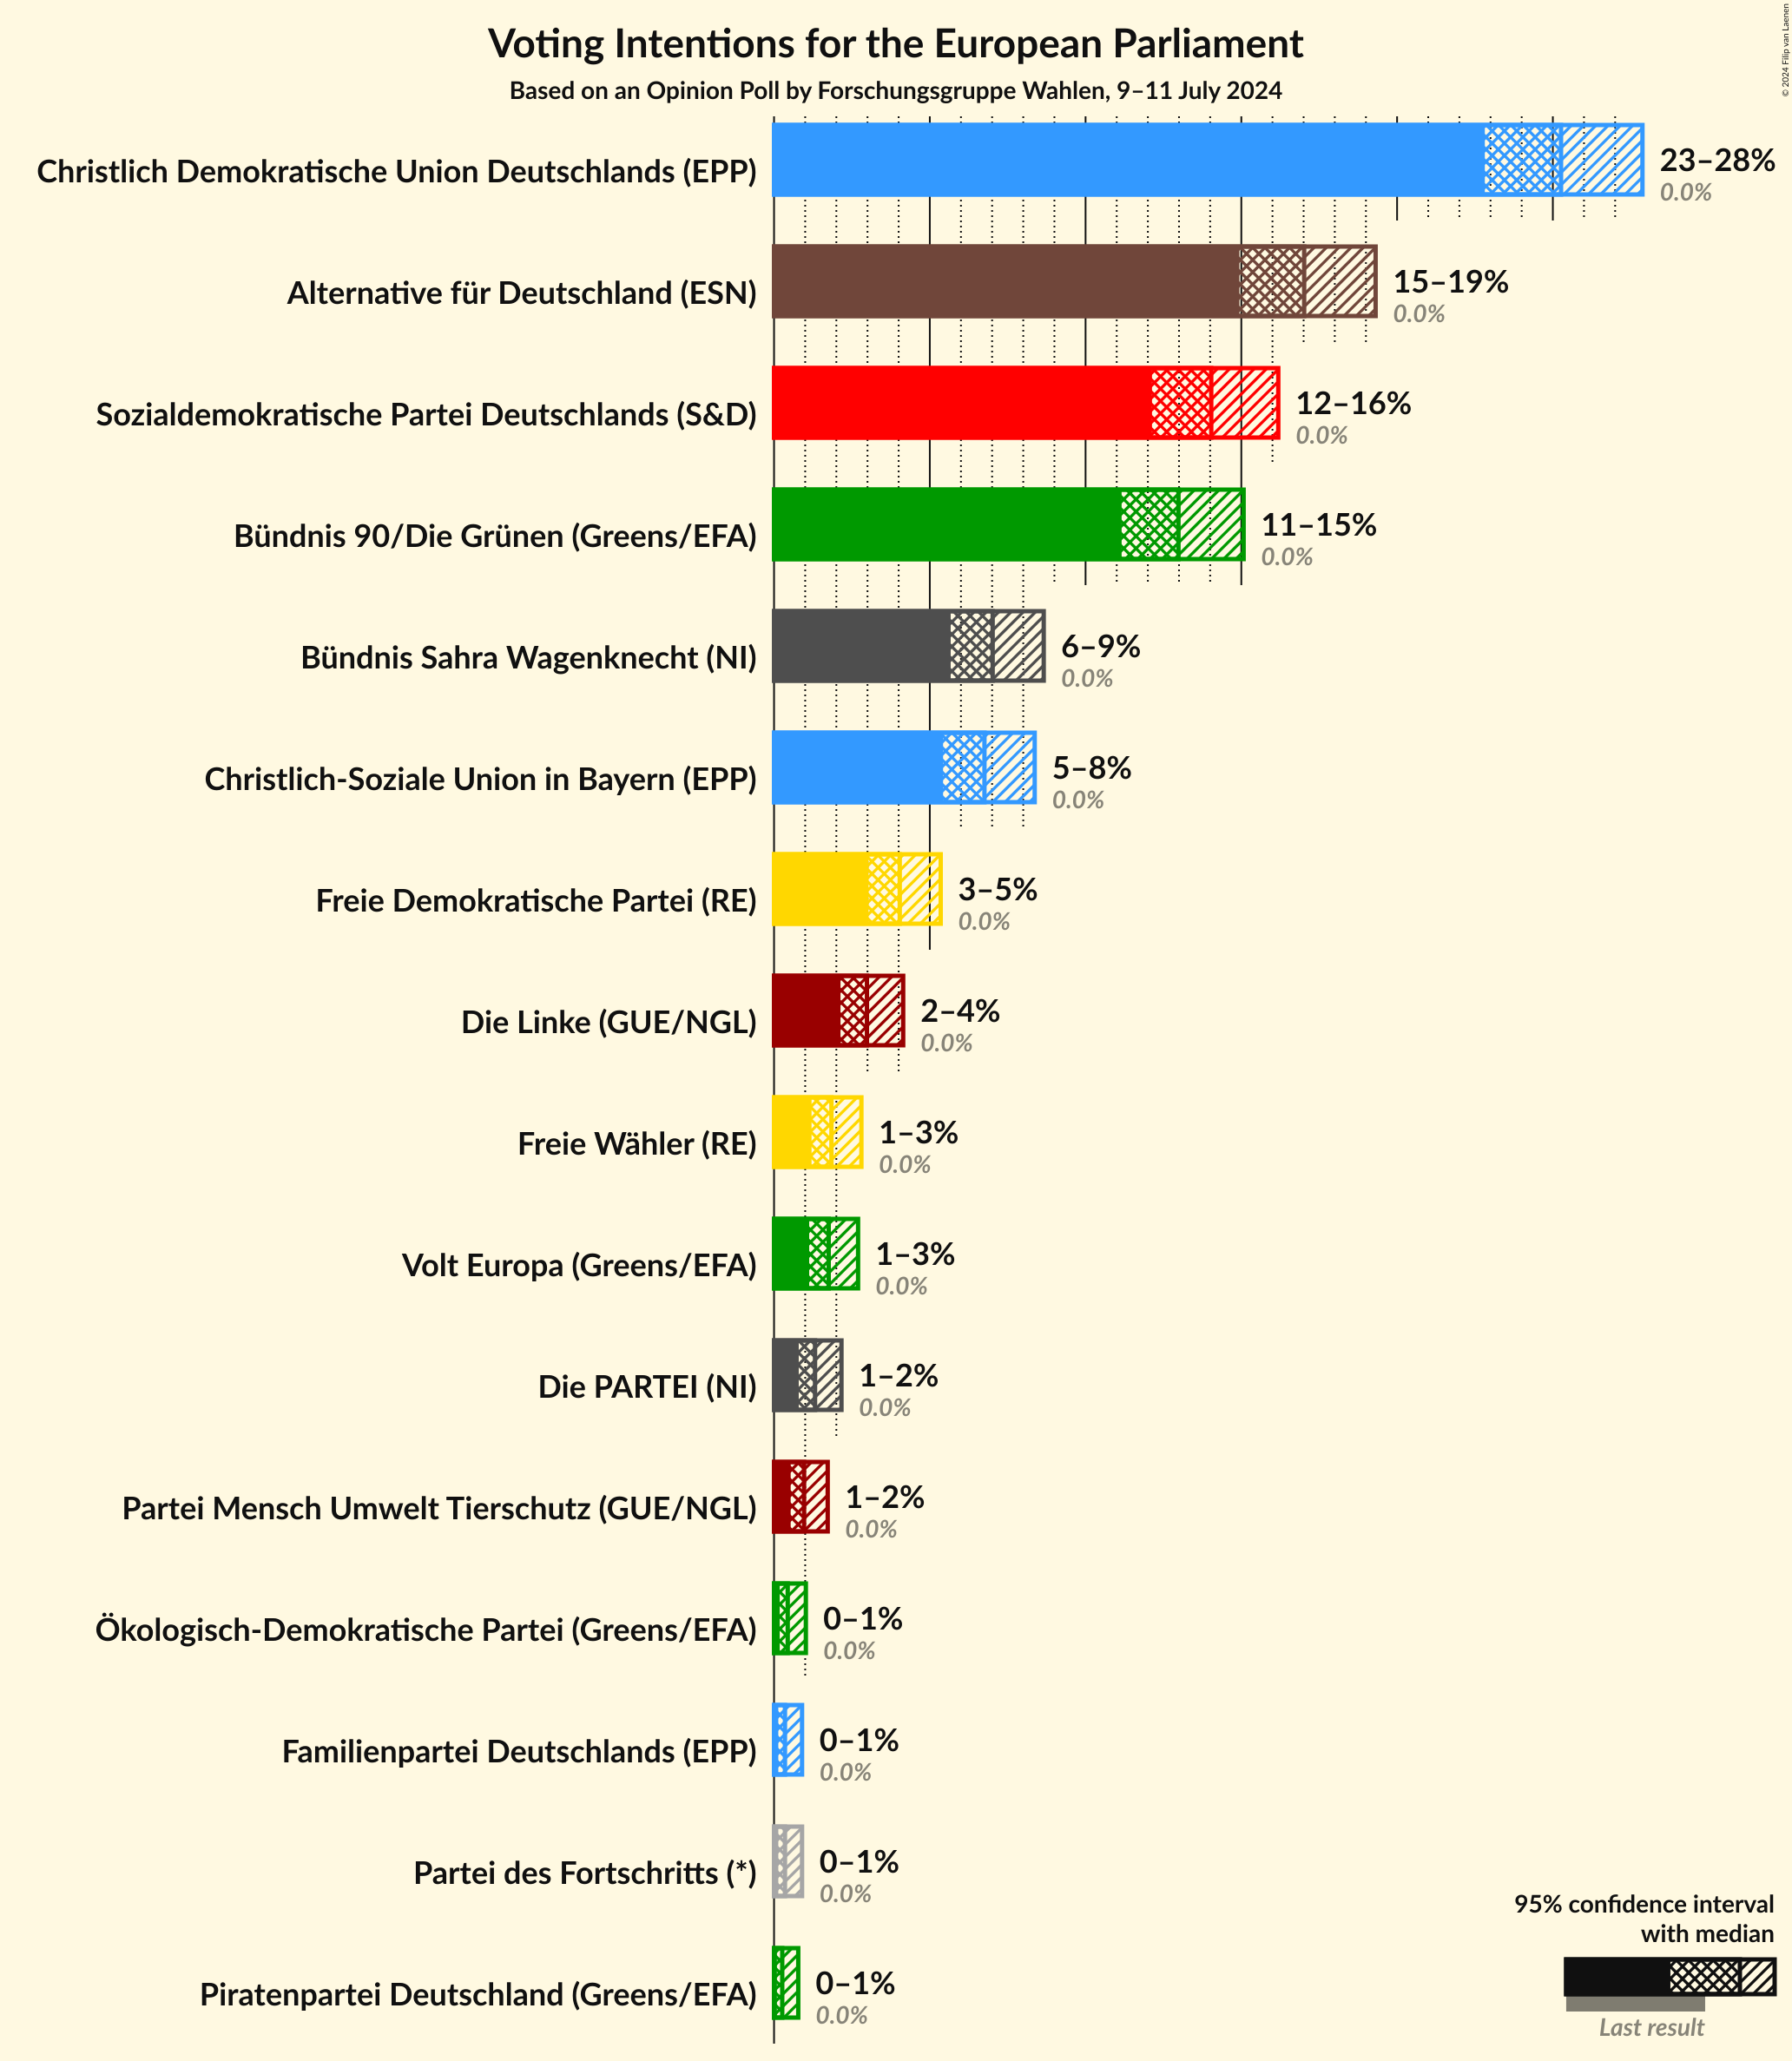 Voting Intentions for the European Parliament
Based on an Opinion Poll by Forschungsgruppe Wahlen, 9–11 July 2024
© 2024 Filip van Laenen
Christlich Demokratische Union Deutschlands (EPP)
23–28%
0.0%
Alternative für Deutschland (ESN)
15–19%
0.0%
Sozialdemokratische Partei Deutschlands (S&D)
12–16%
0.0%
Bündnis 90/Die Grünen (Greens/EFA)
11–15%
0.0%
Bündnis Sahra Wagenknecht (NI)
6–9%
0.0%
Christlich-Soziale Union in Bayern (EPP)
5–8%
0.0%
Freie Demokratische Partei (RE)
3–5%
0.0%
Die Linke (GUE/NGL)
2–4%
0.0%
Freie Wähler (RE)
1–3%
0.0%
Volt Europa (Greens/EFA)
1–3%
0.0%
Die PARTEI (NI)
1–2%
0.0%
Partei Mensch Umwelt Tierschutz (GUE/NGL)
1–2%
0.0%
Ökologisch-Demokratische Partei (Greens/EFA)
0–1%
0.0%
Familienpartei Deutschlands (EPP)
0–1%
0.0%
Partei des Fortschritts (*)
0–1%
0.0%
Piratenpartei Deutschland (Greens/EFA)
0–1%
0.0%
95% confidence interval
with median
Last result